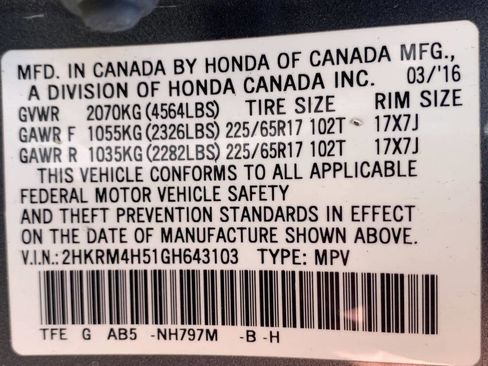 MFD. IN CANADA BY HONDA OF CANADA MFG.,
A DIVISION OF HONDA CANADA INC. 03/'16
GVWR 2070KG(4564LBS) TIRE SIZE RIM SIZE
GAWR F 1055KG(2326LBS) 225/65R17 102T 17X7J
GAWR R 1035KG(2282LBS) 225/65R17 102T 17X7J
THIS VEHICLE CONFORMS TO ALL APPLICABLE
FEDERAL MOTOR VEHICLE SAFETY
AND THEFT PREVENTION STANDARDS IN EFFECT
ON THE DATE OF MANUFACTURE SHOWN ABOVE.
V.I.N.: 2HKRM4H51GH643103 TYPE: MPV
TFE G AB5 -NH797M -B -H